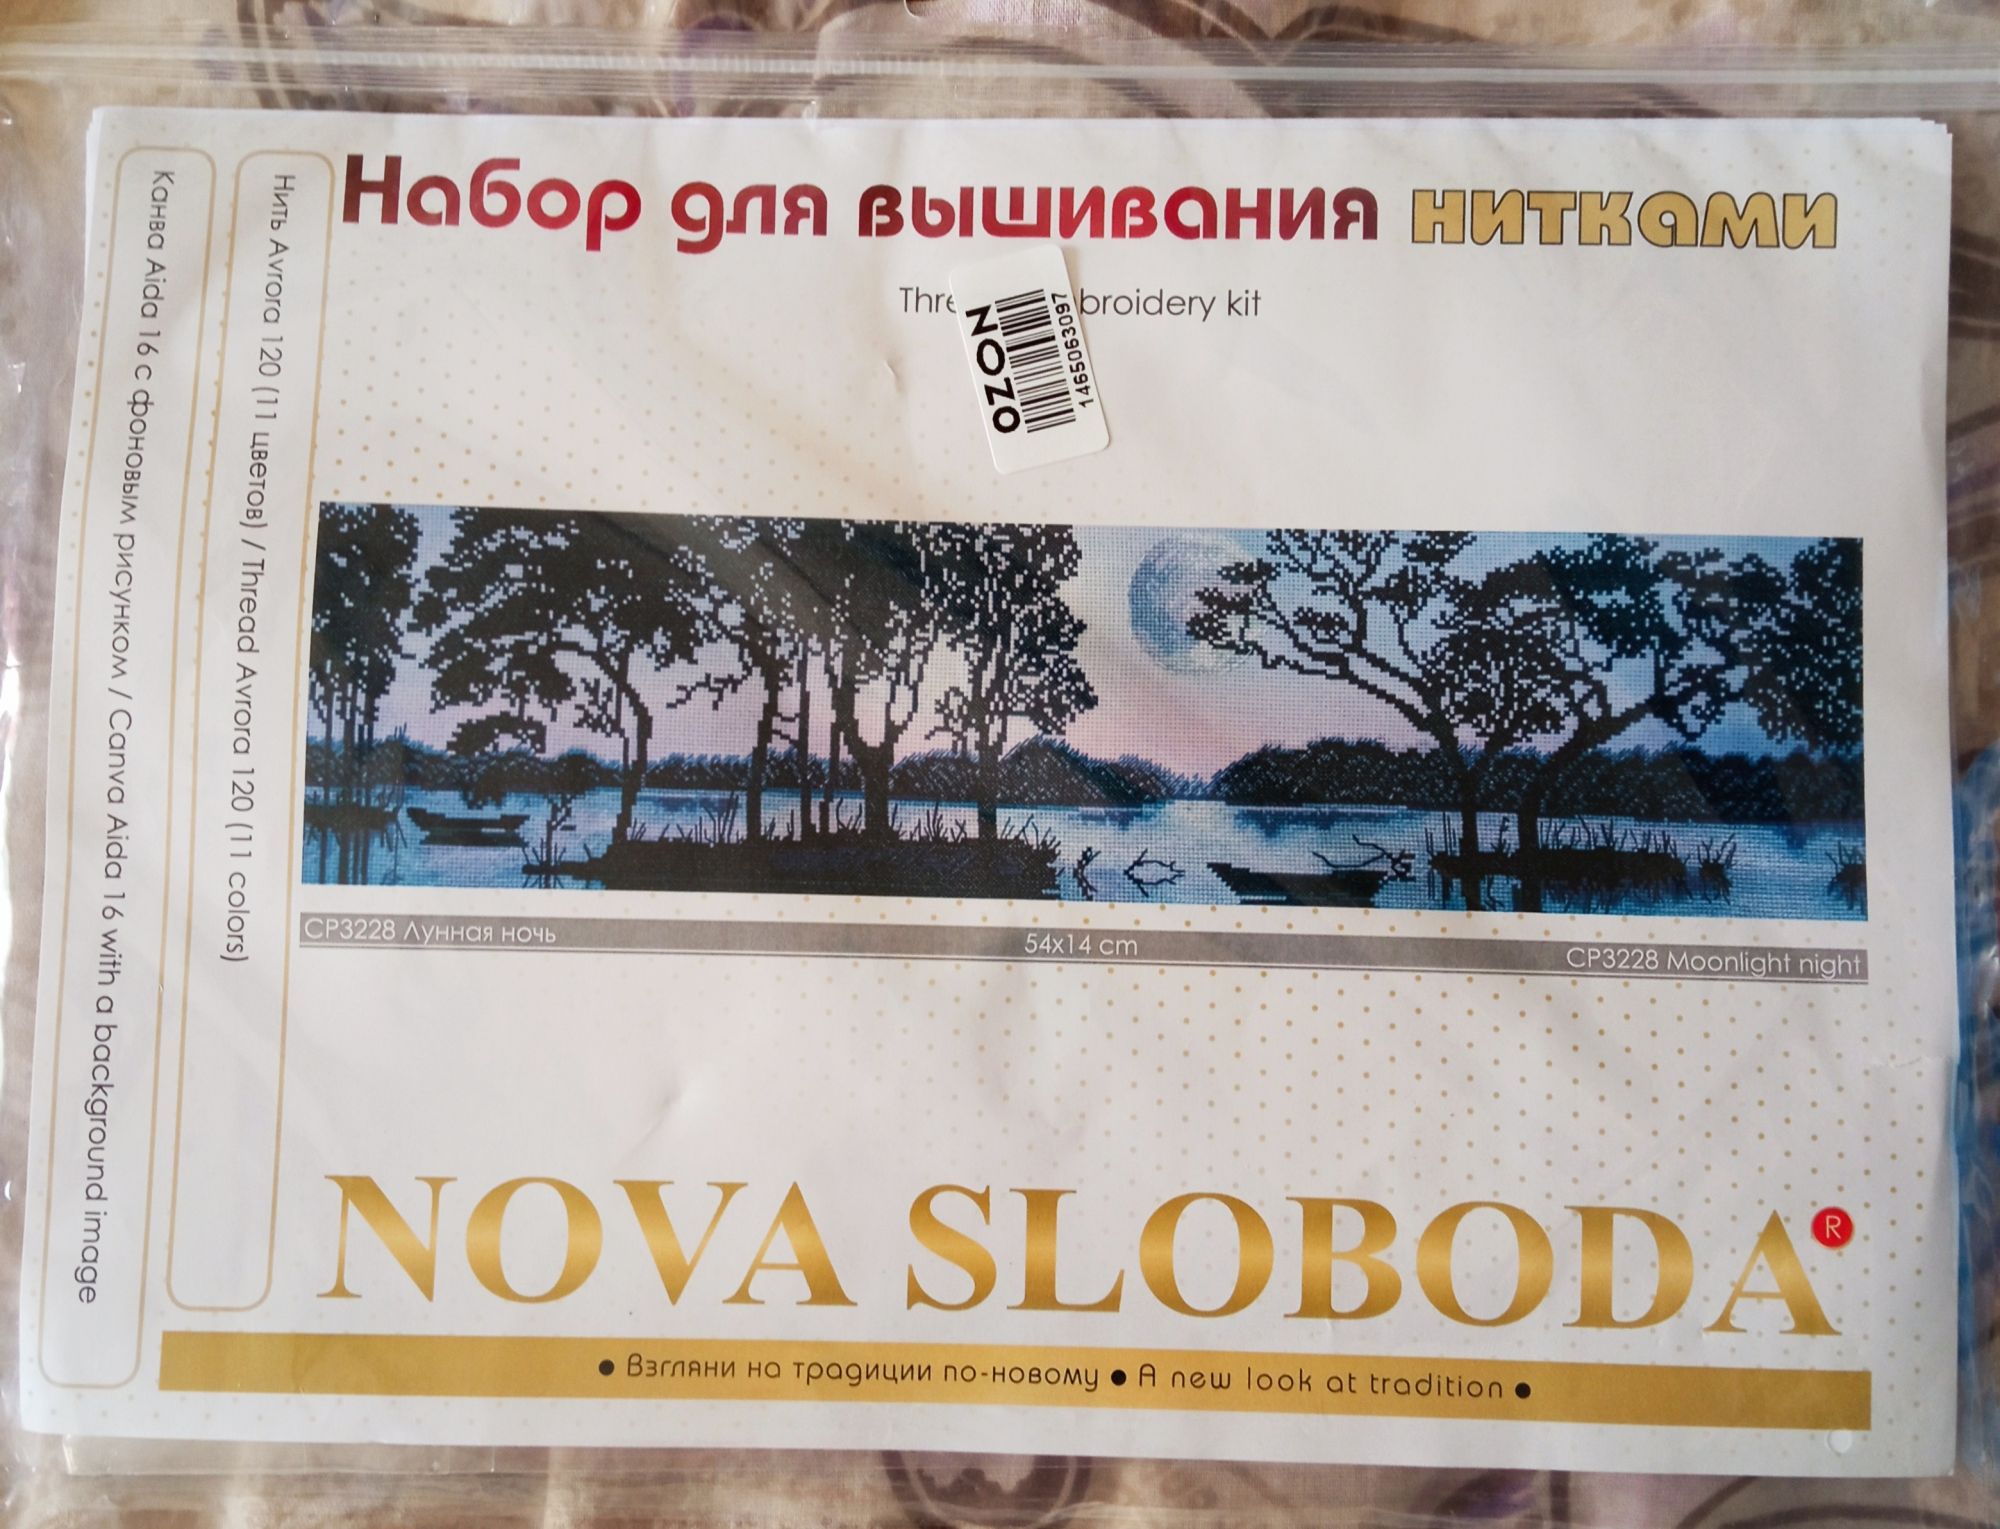 Набор для вышивания нитками
broidery kit
OZON
1465063097
Нить Avrora 120 (11 цветов) / Thread Avrora 120 (11 colors)
Канва Aida 16 с фоновым рисунком / Canva Aida 16 with a background image
СР3228 Лунная ночь 54x14 cm CP3228 Moonlight night
NOVA SLOBODA®
• Взгляни на традиции по-новому • A new look at tradition •